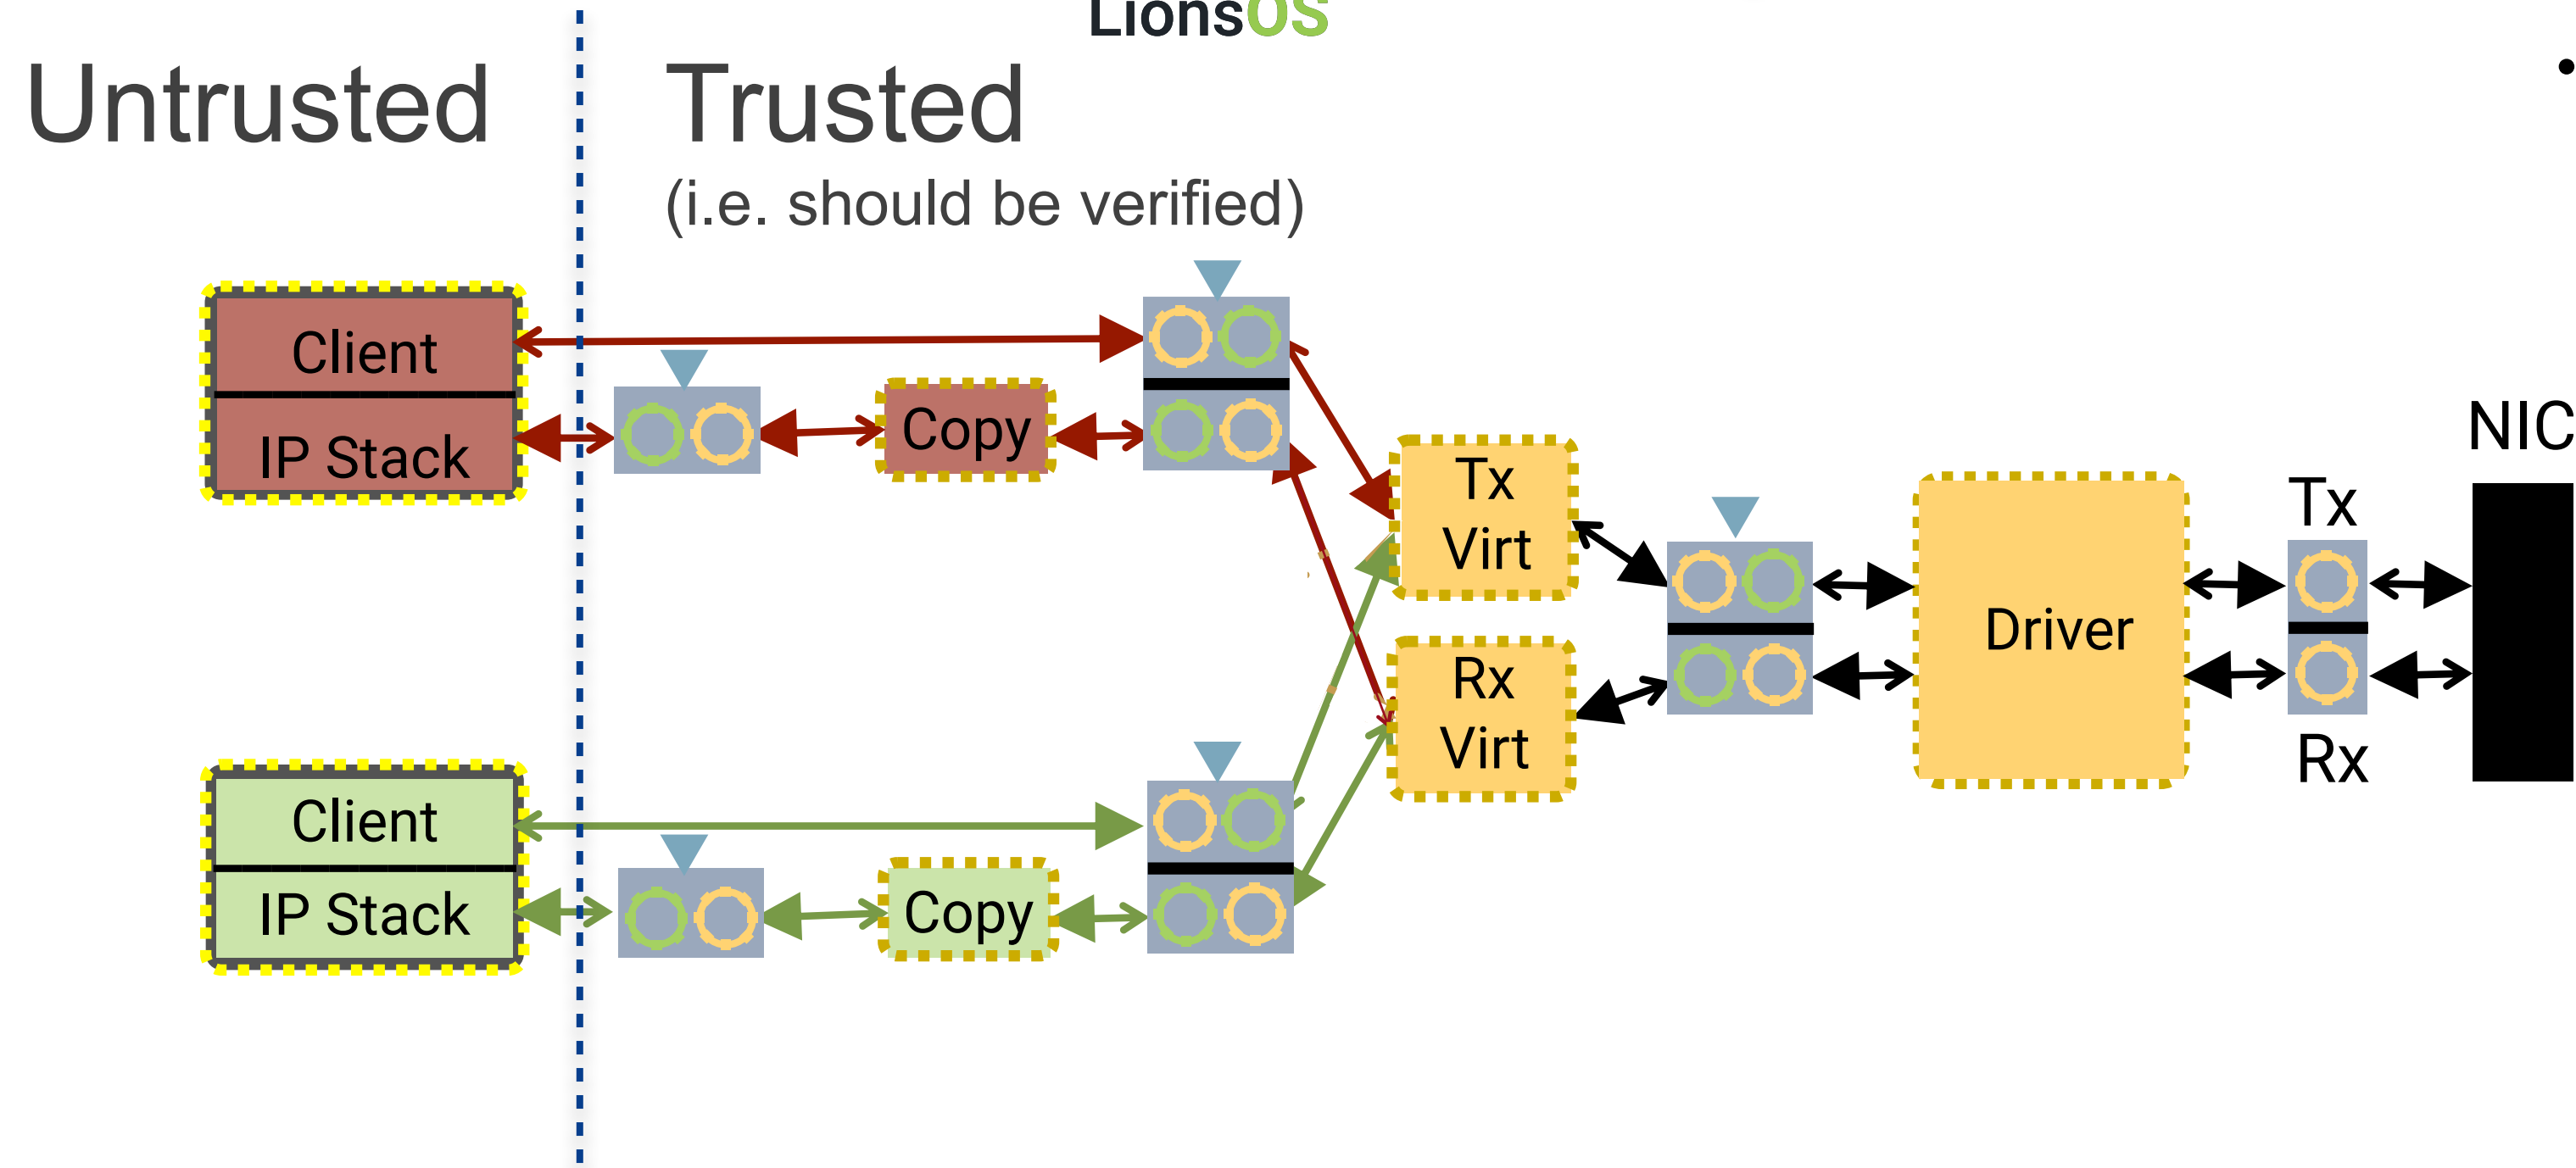 LionsOS
Untrusted
Trusted
(i.e. should be verified)
Client
IP Stack
Copy
Tx
Virt
Rx
Virt
Driver
Tx
Rx
NIC
Client
IP Stack
Copy